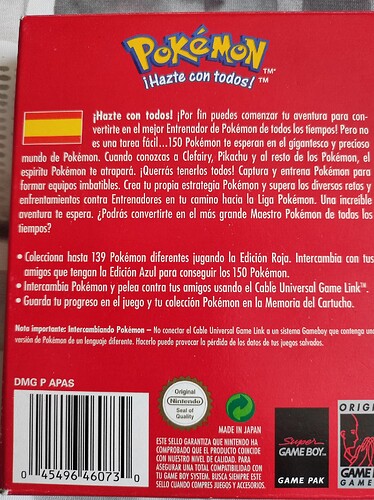 POKéMON™
¡Hazte con todos!™
¡Hazte con todos! ¡Por fin puedes comenzar tu aventura para con-
vertirte en el mejor Entrenador de Pokémon de todos los tiempos! Pero no
es una tarea fácil...150 Pokémon te esperan en el gigantesco y precioso
mundo de Pokémon. Cuando conozcas a Clefairy, Pikachu y al resto de los Pokémon, el
espíritu Pokémon te atrapará. ¡Querrás tenerlos todos! Captura y entrena Pokémon para
formar equipos imbatibles. Crea tu propia estrategia Pokémon y supera los diversos retos y
enfrentamientos contra Entrenadores en tu camino hacia la Liga Pokémon. Una increíble
aventura te espera. ¿Podrás convertirte en el más grande Maestro Pokémon de todos los
tiempos?
• Colecciona hasta 139 Pokémon diferentes jugando la Edición Roja. Intercambia con tus
amigos que tengan la Edición Azul para conseguir los 150 Pokémon.
• Intercambia Pokémon y pelea contra tus amigos usando el Cable Universal Game Link™.
• Guarda tu progreso en el juego y tu colección Pokémon en la Memoria del Cartucho.
Nota importante: Intercambiando Pokémon – No conectar el Cable Universal Game Link a un sistema Gameboy que contenga una
versión de Pokémon de un lenguaje diferente. Hacerlo puede provocar la pérdida de los datos de tus juegos salvados.
DMG P APAS
0 45496 46073 0
Original
Nintendo
Seal of
Quality
MADE IN JAPAN
ESTE SELLO GARANTIZA QUE NINTENDO HA
COMPROBADO QUE EL PRODUCTO COINCIDE
CON NUESTRO NIVEL DE CALIDAD. PARA
ASEGURAR UNA TOTAL COMPATIBILIDAD CON
TU GAME BOY SYSTEM. BUSCA SIEMPRE ESTE
SELLO CUANDO COMPRES JUEGOS Y ACCESORIOS.
Super
GAME BOY™
GAME PAK
ORIG